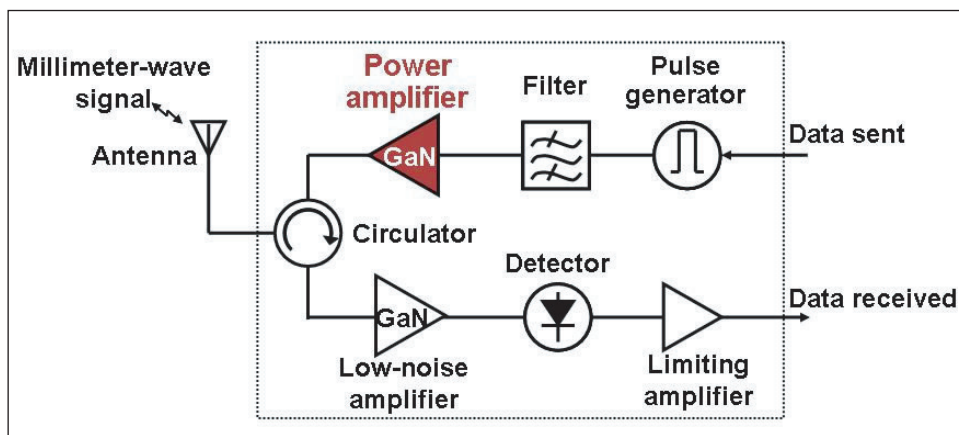 Millimeter-wave
signal
Antenna
Power
amplifier
GaN
Filter
Pulse
generator
Data sent
Circulator
GaN
Low-noise
amplifier
Detector
Limiting
amplifier
Data received